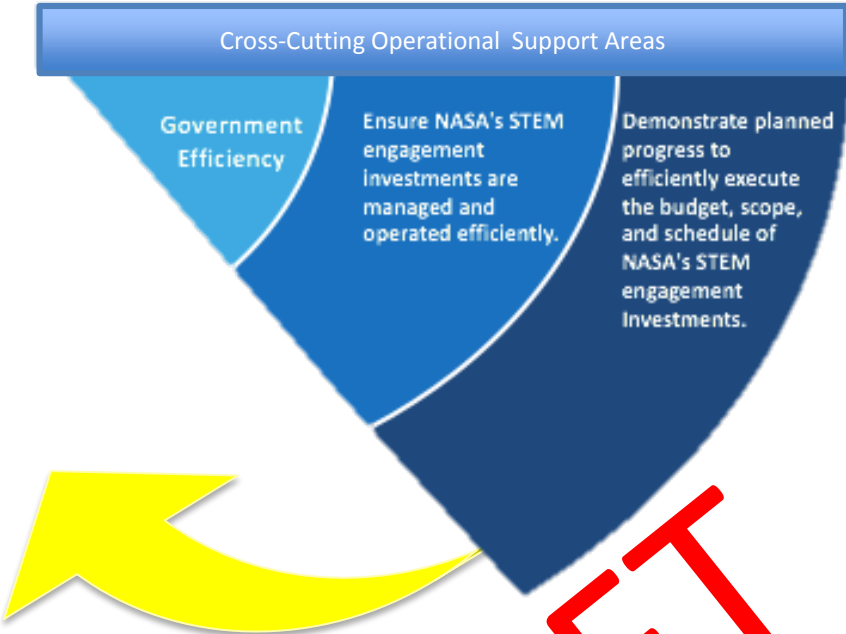 Cross-Cutting Operational Support Areas
Government
Efficiency
Ensure NASA's STEM
engagement
investments are
managed and
operated efficiently.
Demonstrate planned
progress to
efficiently execute
the budget, scope,
and schedule of
NASA's STEM
engagement
Investments.
ET